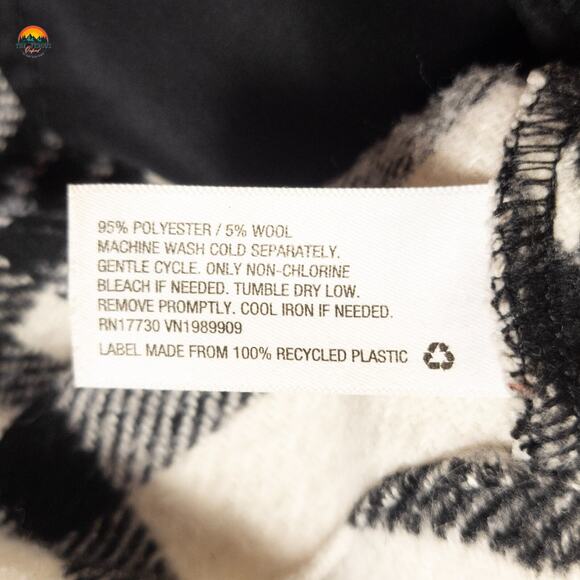 95% POLYESTER / 5% WOOL
MACHINE WASH COLD SEPARATELY.
GENTLE CYCLE. ONLY NON-CHLORINE
BLEACH IF NEEDED. TUMBLE DRY LOW.
REMOVE PROMPTLY. COOL IRON IF NEEDED.
RN17730 VN1989909
LABEL MADE FROM 100% RECYCLED PLASTIC